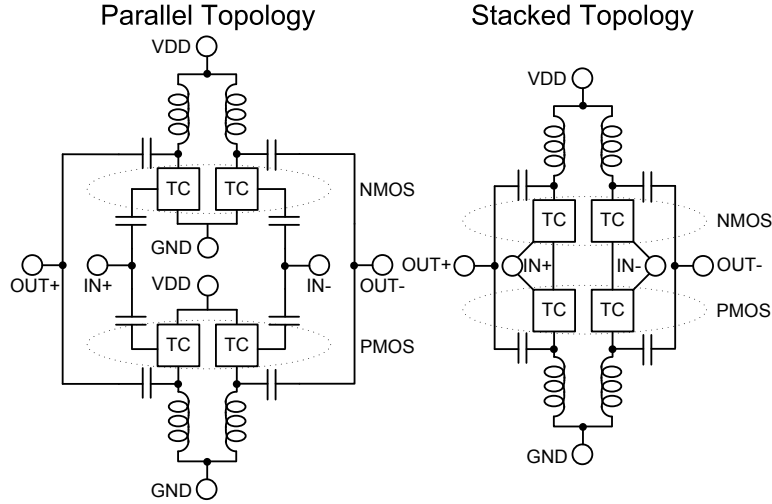 Parallel Topology
Stacked Topology
VDD
VDD
TC TC NMOS
TC TC NMOS
GND
OUT+ IN+ IN- OUT-
OUT+ IN+ IN- OUT-
VDD
TC TC PMOS
TC TC PMOS
GND
GND